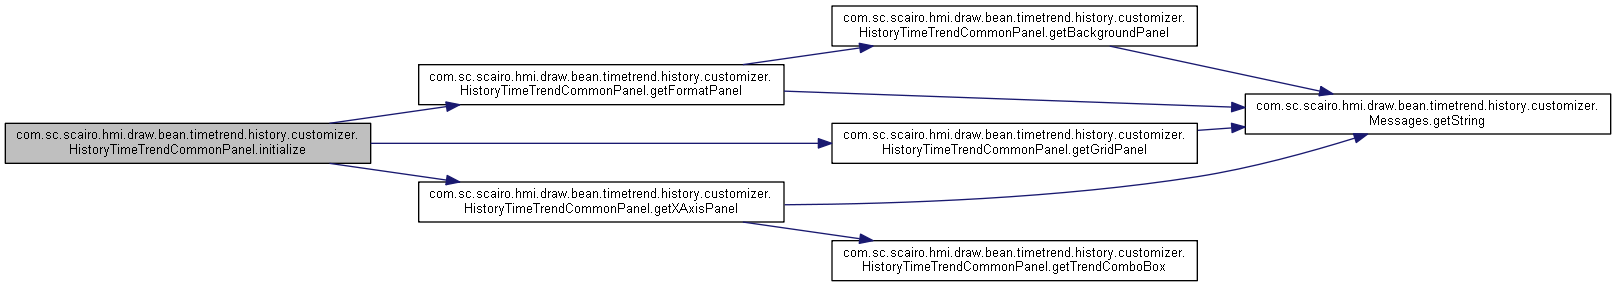 com.sc.scairo.hmi.draw.bean.timetrend.history.customizer.
HistoryTimeTrendCommonPanel.initialize
com.sc.scairo.hmi.draw.bean.timetrend.history.customizer.
HistoryTimeTrendCommonPanel.getFormatPanel
com.sc.scairo.hmi.draw.bean.timetrend.history.customizer.
HistoryTimeTrendCommonPanel.getXAxisPanel
com.sc.scairo.hmi.draw.bean.timetrend.history.customizer.
HistoryTimeTrendCommonPanel.getBackgroundPanel
com.sc.scairo.hmi.draw.bean.timetrend.history.customizer.
HistoryTimeTrendCommonPanel.getGridPanel
com.sc.scairo.hmi.draw.bean.timetrend.history.customizer.
HistoryTimeTrendCommonPanel.getTrendComboBox
com.sc.scairo.hmi.draw.bean.timetrend.history.customizer.
Messages.getString